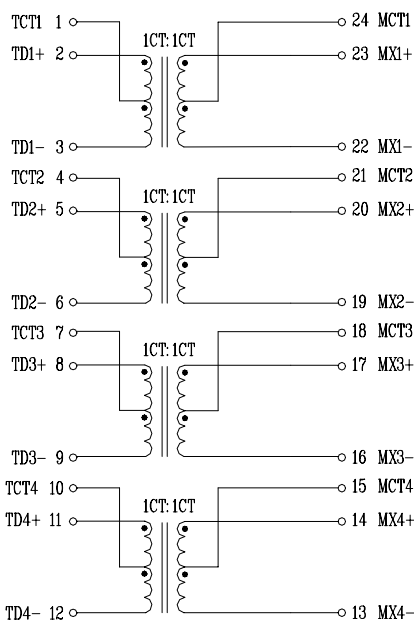 TCT1 1 24 MCT1
1CT:1CT
TD1+ 2 23 MX1+
TD1- 3 22 MX1-
TCT2 4 21 MCT2
1CT:1CT
TD2+ 5 20 MX2+
TD2- 6 19 MX2-
TCT3 7 18 MCT3
1CT:1CT
TD3+ 8 17 MX3+
TD3- 9 16 MX3-
TCT4 10 15 MCT4
1CT:1CT
TD4+ 11 14 MX4+
TD4- 12 13 MX4-